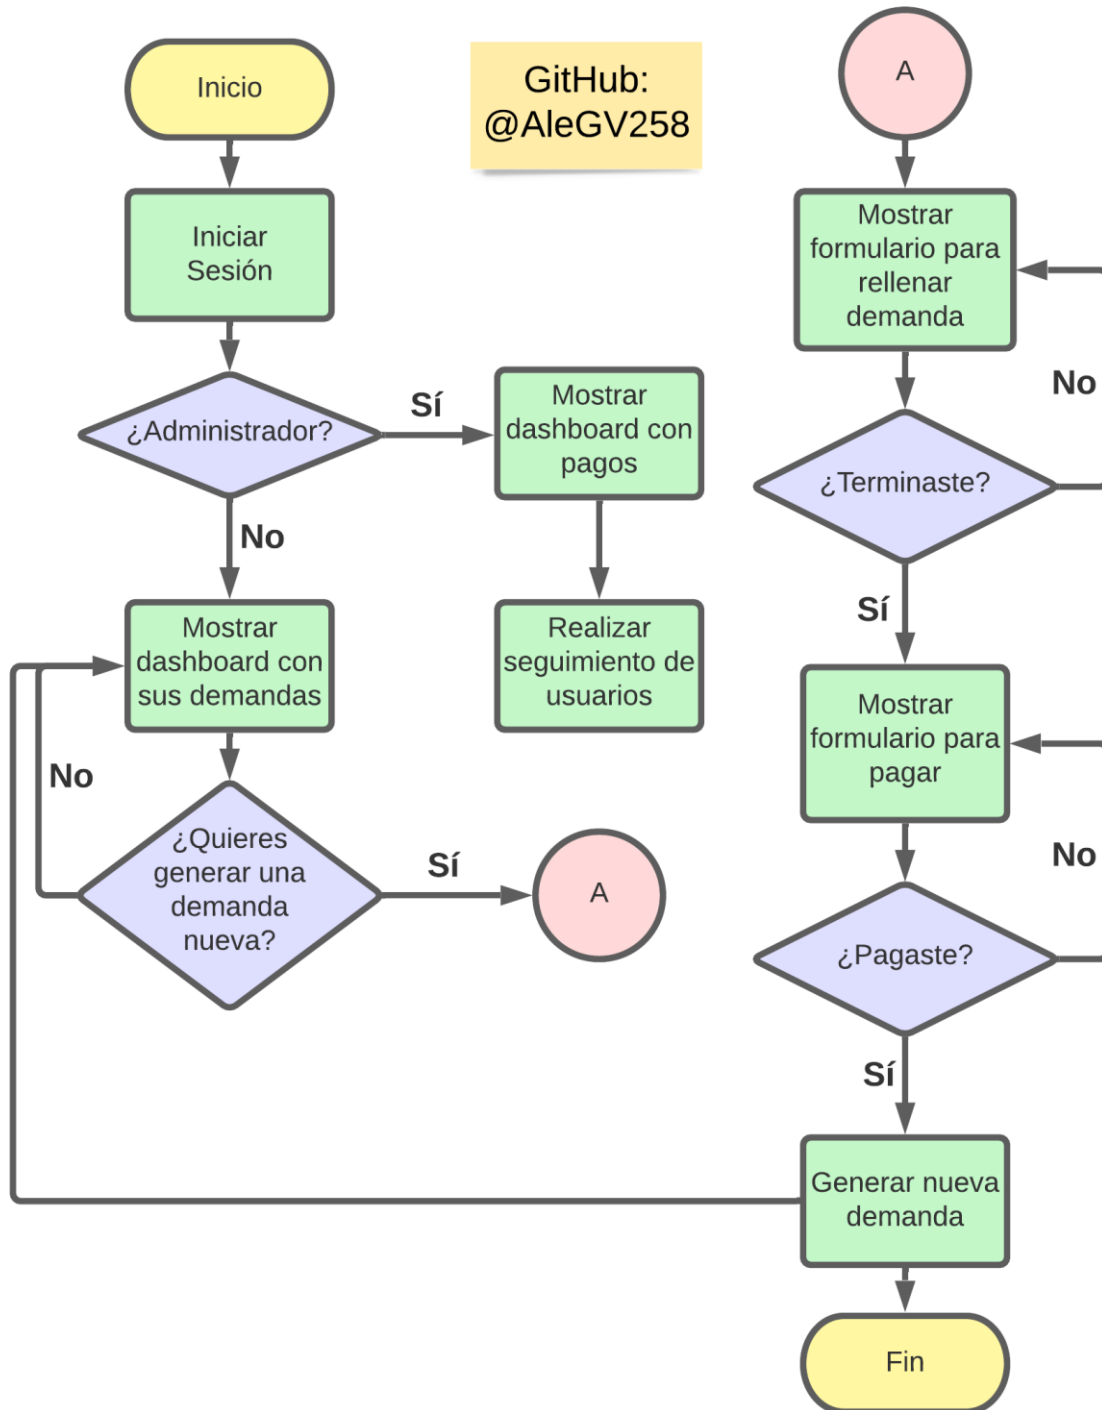 Inicio
GitHub:
@AleGV258
Iniciar
Sesión
¿Administrador?
Sí
Mostrar
dashboard con
pagos
No
Mostrar
dashboard con
sus demandas
Realizar
seguimiento de
usuarios
No
¿Quieres
generar una
demanda
nueva?
Sí
A
A
Mostrar
formulario para
rellenar
demanda
No
¿Terminaste?
Sí
Mostrar
formulario para
pagar
No
¿Pagaste?
Sí
Generar nueva
demanda
Fin